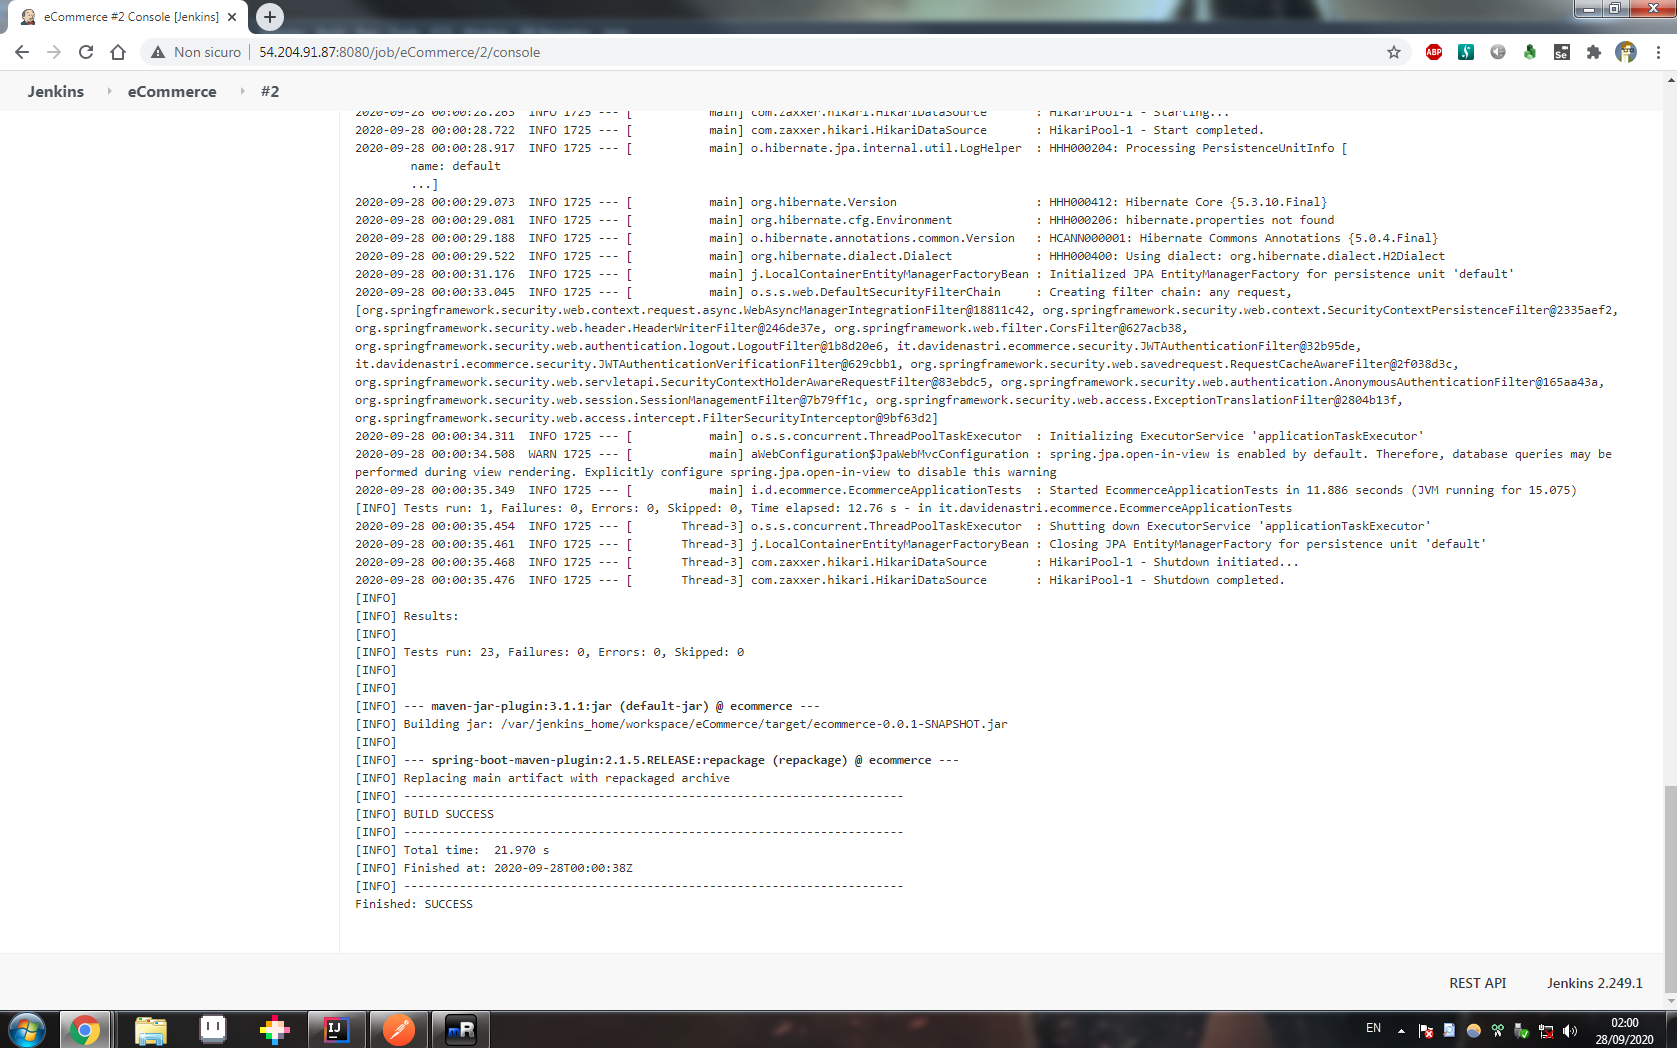 eCommerce #2 Console [Jenkins]
Non sicuro
54.204.91.87:8080/job/eCommerce/2/console
ABP
Se
Jenkins
eCommerce
#2
2020-09-28 00:00:28.263  INFO 1725 --- [           main] com.zaxxer.hikari.HikariDataSource       : HikariPool-1 - Starting...
2020-09-28 00:00:28.722  INFO 1725 --- [           main] com.zaxxer.hikari.HikariDataSource       : HikariPool-1 - Start completed.
2020-09-28 00:00:28.917  INFO 1725 --- [           main] o.hibernate.jpa.internal.util.LogHelper  : HHH000204: Processing PersistenceUnitInfo [
name: default
...]
2020-09-28 00:00:29.073  INFO 1725 --- [           main] org.hibernate.Version                    : HHH000412: Hibernate Core {5.3.10.Final}
2020-09-28 00:00:29.081  INFO 1725 --- [           main] org.hibernate.cfg.Environment            : HHH000206: hibernate.properties not found
2020-09-28 00:00:29.188  INFO 1725 --- [           main] o.hibernate.annotations.common.Version   : HCANN000001: Hibernate Commons Annotations {5.0.4.Final}
2020-09-28 00:00:29.522  INFO 1725 --- [           main] org.hibernate.dialect.Dialect            : HHH000400: Using dialect: org.hibernate.dialect.H2Dialect
2020-09-28 00:00:31.176  INFO 1725 --- [           main] j.LocalContainerEntityManagerFactoryBean : Initialized JPA EntityManagerFactory for persistence unit 'default'
2020-09-28 00:00:33.045  INFO 1725 --- [           main] o.s.s.web.DefaultSecurityFilterChain     : Creating filter chain: any request,
[org.springframework.security.web.context.request.async.WebAsyncManagerIntegrationFilter@18811c42, org.springframework.security.web.context.SecurityContextPersistenceFilter@2335aef2,
org.springframework.security.web.header.HeaderWriterFilter@246de37e, org.springframework.web.filter.CorsFilter@627acb38,
org.springframework.security.web.authentication.logout.LogoutFilter@1b8d20e6, it.davidenastri.ecommerce.security.JWTAuthenticationFilter@32b95de,
it.davidenastri.ecommerce.security.JWTAuthenticationVerificationFilter@629cbb1, org.springframework.security.web.savedrequest.RequestCacheAwareFilter@2f038d3c,
org.springframework.security.web.servletapi.SecurityContextHolderAwareRequestFilter@83ebdc5, org.springframework.security.web.authentication.AnonymousAuthenticationFilter@165aa43a,
org.springframework.security.web.session.SessionManagementFilter@7b79ff1c, org.springframework.security.web.access.ExceptionTranslationFilter@2804b13f,
org.springframework.security.web.access.intercept.FilterSecurityInterceptor@9bf63d2]
2020-09-28 00:00:34.311  INFO 1725 --- [           main] o.s.s.concurrent.ThreadPoolTaskExecutor  : Initializing ExecutorService 'applicationTaskExecutor'
2020-09-28 00:00:34.508  WARN 1725 --- [           main] aWebConfiguration$JpaWebMvcConfiguration : spring.jpa.open-in-view is enabled by default. Therefore, database queries may be
performed during view rendering. Explicitly configure spring.jpa.open-in-view to disable this warning
2020-09-28 00:00:35.349  INFO 1725 --- [           main] i.d.ecommerce.EcommerceApplicationTests  : Started EcommerceApplicationTests in 11.886 seconds (JVM running for 15.075)
[INFO] Tests run: 1, Failures: 0, Errors: 0, Skipped: 0, Time elapsed: 12.76 s - in it.davidenastri.ecommerce.EcommerceApplicationTests
2020-09-28 00:00:35.454  INFO 1725 --- [       Thread-3] o.s.s.concurrent.ThreadPoolTaskExecutor  : Shutting down ExecutorService 'applicationTaskExecutor'
2020-09-28 00:00:35.461  INFO 1725 --- [       Thread-3] j.LocalContainerEntityManagerFactoryBean : Closing JPA EntityManagerFactory for persistence unit 'default'
2020-09-28 00:00:35.468  INFO 1725 --- [       Thread-3] com.zaxxer.hikari.HikariDataSource       : HikariPool-1 - Shutdown initiated...
2020-09-28 00:00:35.476  INFO 1725 --- [       Thread-3] com.zaxxer.hikari.HikariDataSource       : HikariPool-1 - Shutdown completed.
[INFO]
[INFO] Results:
[INFO]
[INFO] Tests run: 23, Failures: 0, Errors: 0, Skipped: 0
[INFO]
[INFO]
[INFO] --- maven-jar-plugin:3.1.1:jar (default-jar) @ ecommerce ---
[INFO] Building jar: /var/jenkins_home/workspace/eCommerce/target/ecommerce-0.0.1-SNAPSHOT.jar
[INFO]
[INFO] --- spring-boot-maven-plugin:2.1.5.RELEASE:repackage (repackage) @ ecommerce ---
[INFO] Replacing main artifact with repackaged archive
[INFO] ------------------------------------------------------------------------
[INFO] BUILD SUCCESS
[INFO] ------------------------------------------------------------------------
[INFO] Total time:  21.970 s
[INFO] Finished at: 2020-09-28T00:00:38Z
[INFO] ------------------------------------------------------------------------
Finished: SUCCESS
REST API
Jenkins 2.249.1
IJ
mR
EN
02:00
28/09/2020